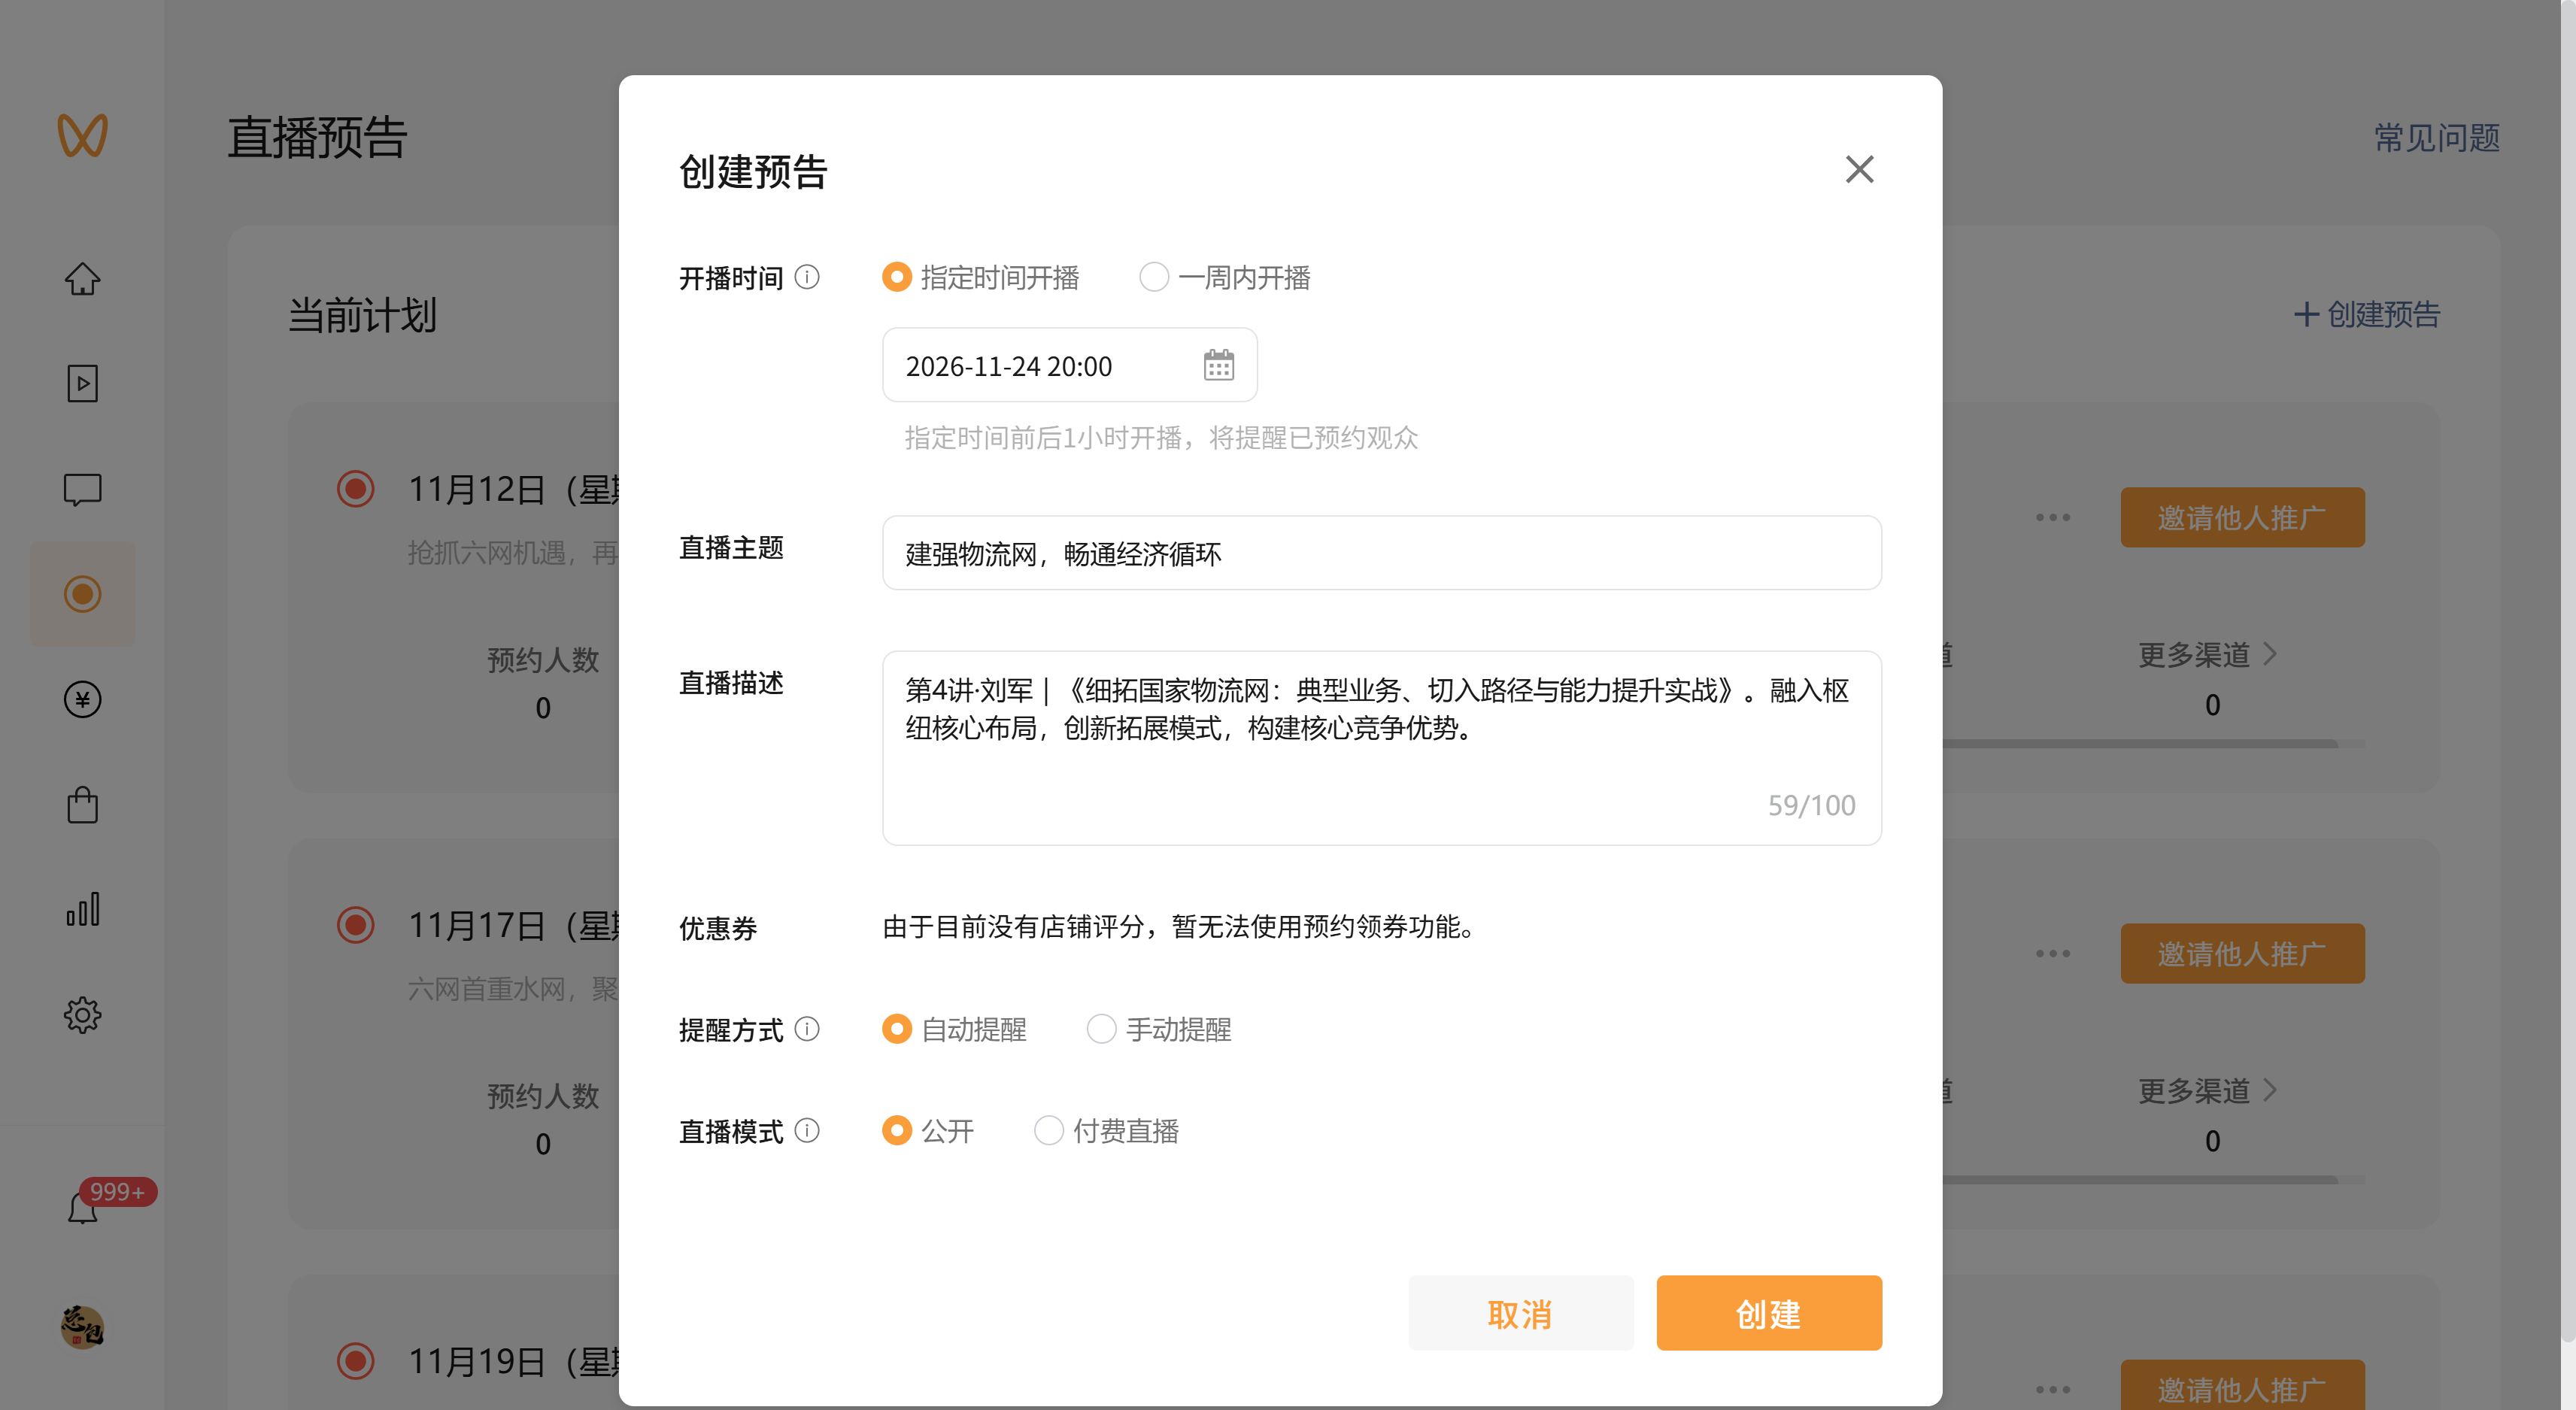 直播预告
常见问题
当前计划
创建预告
11月12日（星
抢抓六网机遇，再
预约人数
0
邀请他人推广
更多渠道
0
11月17日（星
六网首重水网，聚
预约人数
0
邀请他人推广
更多渠道
0
11月19日（星
邀请他人推广
999+
创建预告
开播时间
指定时间开播
一周内开播
2026-11-24 20:00
指定时间前后1小时开播，将提醒已预约观众
直播主题
建强物流网，畅通经济循环
直播描述
第4讲·刘军｜《细拓国家物流网：典型业务、切入路径与能力提升实战》。融入枢
纽核心布局，创新拓展模式，构建核心竞争优势。
59/100
优惠券
由于目前没有店铺评分，暂无法使用预约领券功能。
提醒方式
自动提醒
手动提醒
直播模式
公开
付费直播
取消
创建